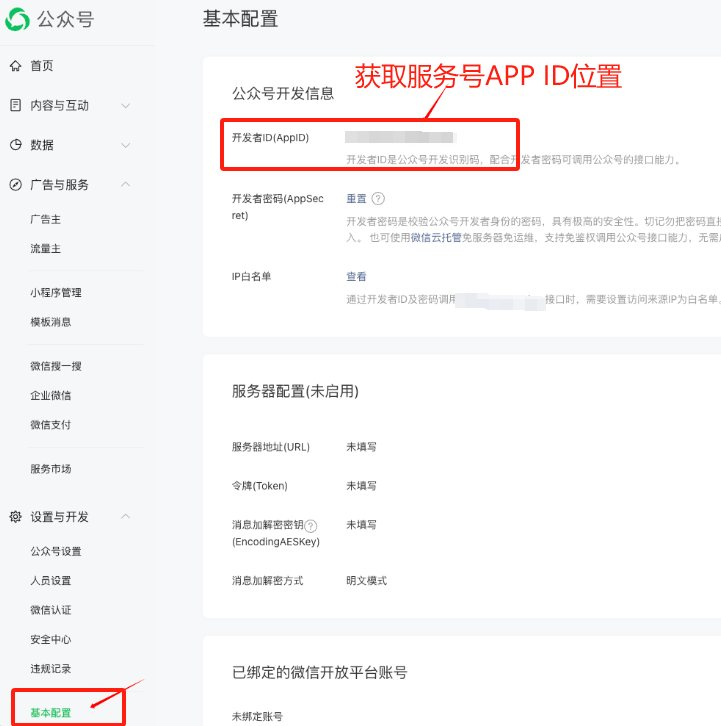 公众号
基本配置
首页
获取服务号APP ID位置
公众号开发信息
内容与互动
开发者ID(AppID)
数据
开发者ID是公众号开发识别码，配合开发者密码可调用公众号的接口能力。
广告与服务
开发者密码(AppSec
ret)
重置 ?
广告主
开发者密码是校验公众号开发者身份的密码，具有极高的安全性。切记勿把密码直接
入。也可使用微信云托管免服务器免运维，支持免鉴权调用公众号接口能力，无需
流量主
IP白名单
查看
小程序管理
通过开发者ID及密码调用
接口时，需要设置访问来源IP为白名单。
模板消息
微信搜一搜
企业微信
服务器配置(未启用)
微信支付
服务器地址(URL)
未填写
服务市场
令牌(Token)
未填写
设置与开发
消息加解密密钥 ?
(EncodingAESKey)
未填写
公众号设置
人员设置
消息加解密方式
明文模式
微信认证
安全中心
违规记录
已绑定的微信开放平台账号
基本配置
未绑定账号